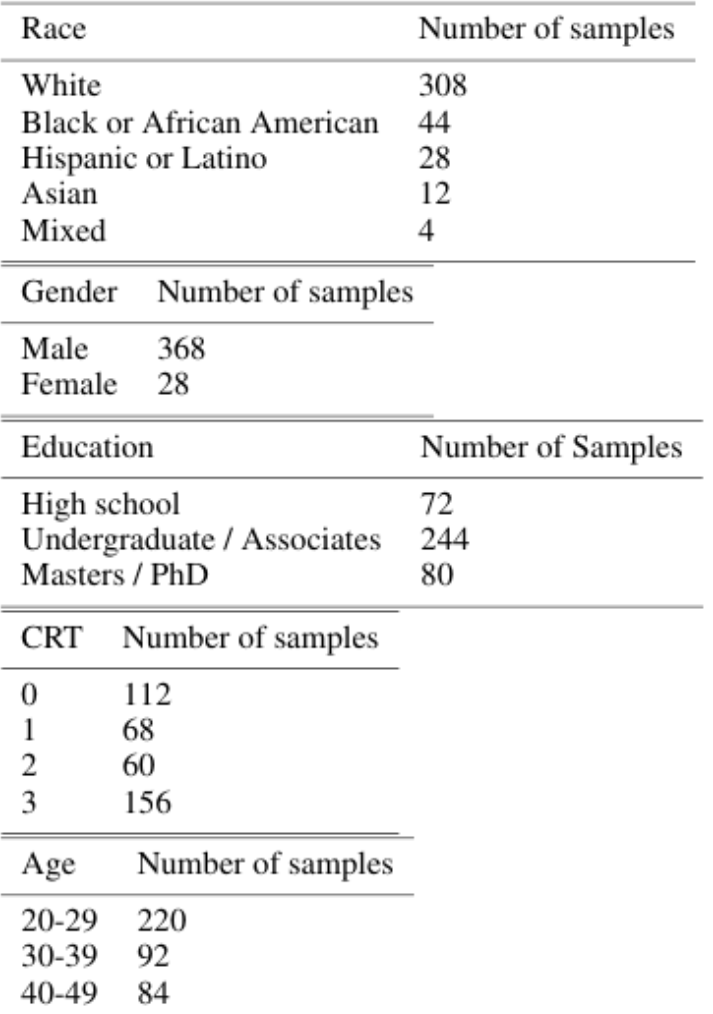 Race Number of samples
White 308
Black or African American 44
Hispanic or Latino 28
Asian 12
Mixed 4
Gender Number of samples
Male 368
Female 28
Education Number of Samples
High school 72
Undergraduate / Associates 244
Masters / PhD 80
CRT Number of samples
0 112
1 68
2 60
3 156
Age Number of samples
20-29 220
30-39 92
40-49 84